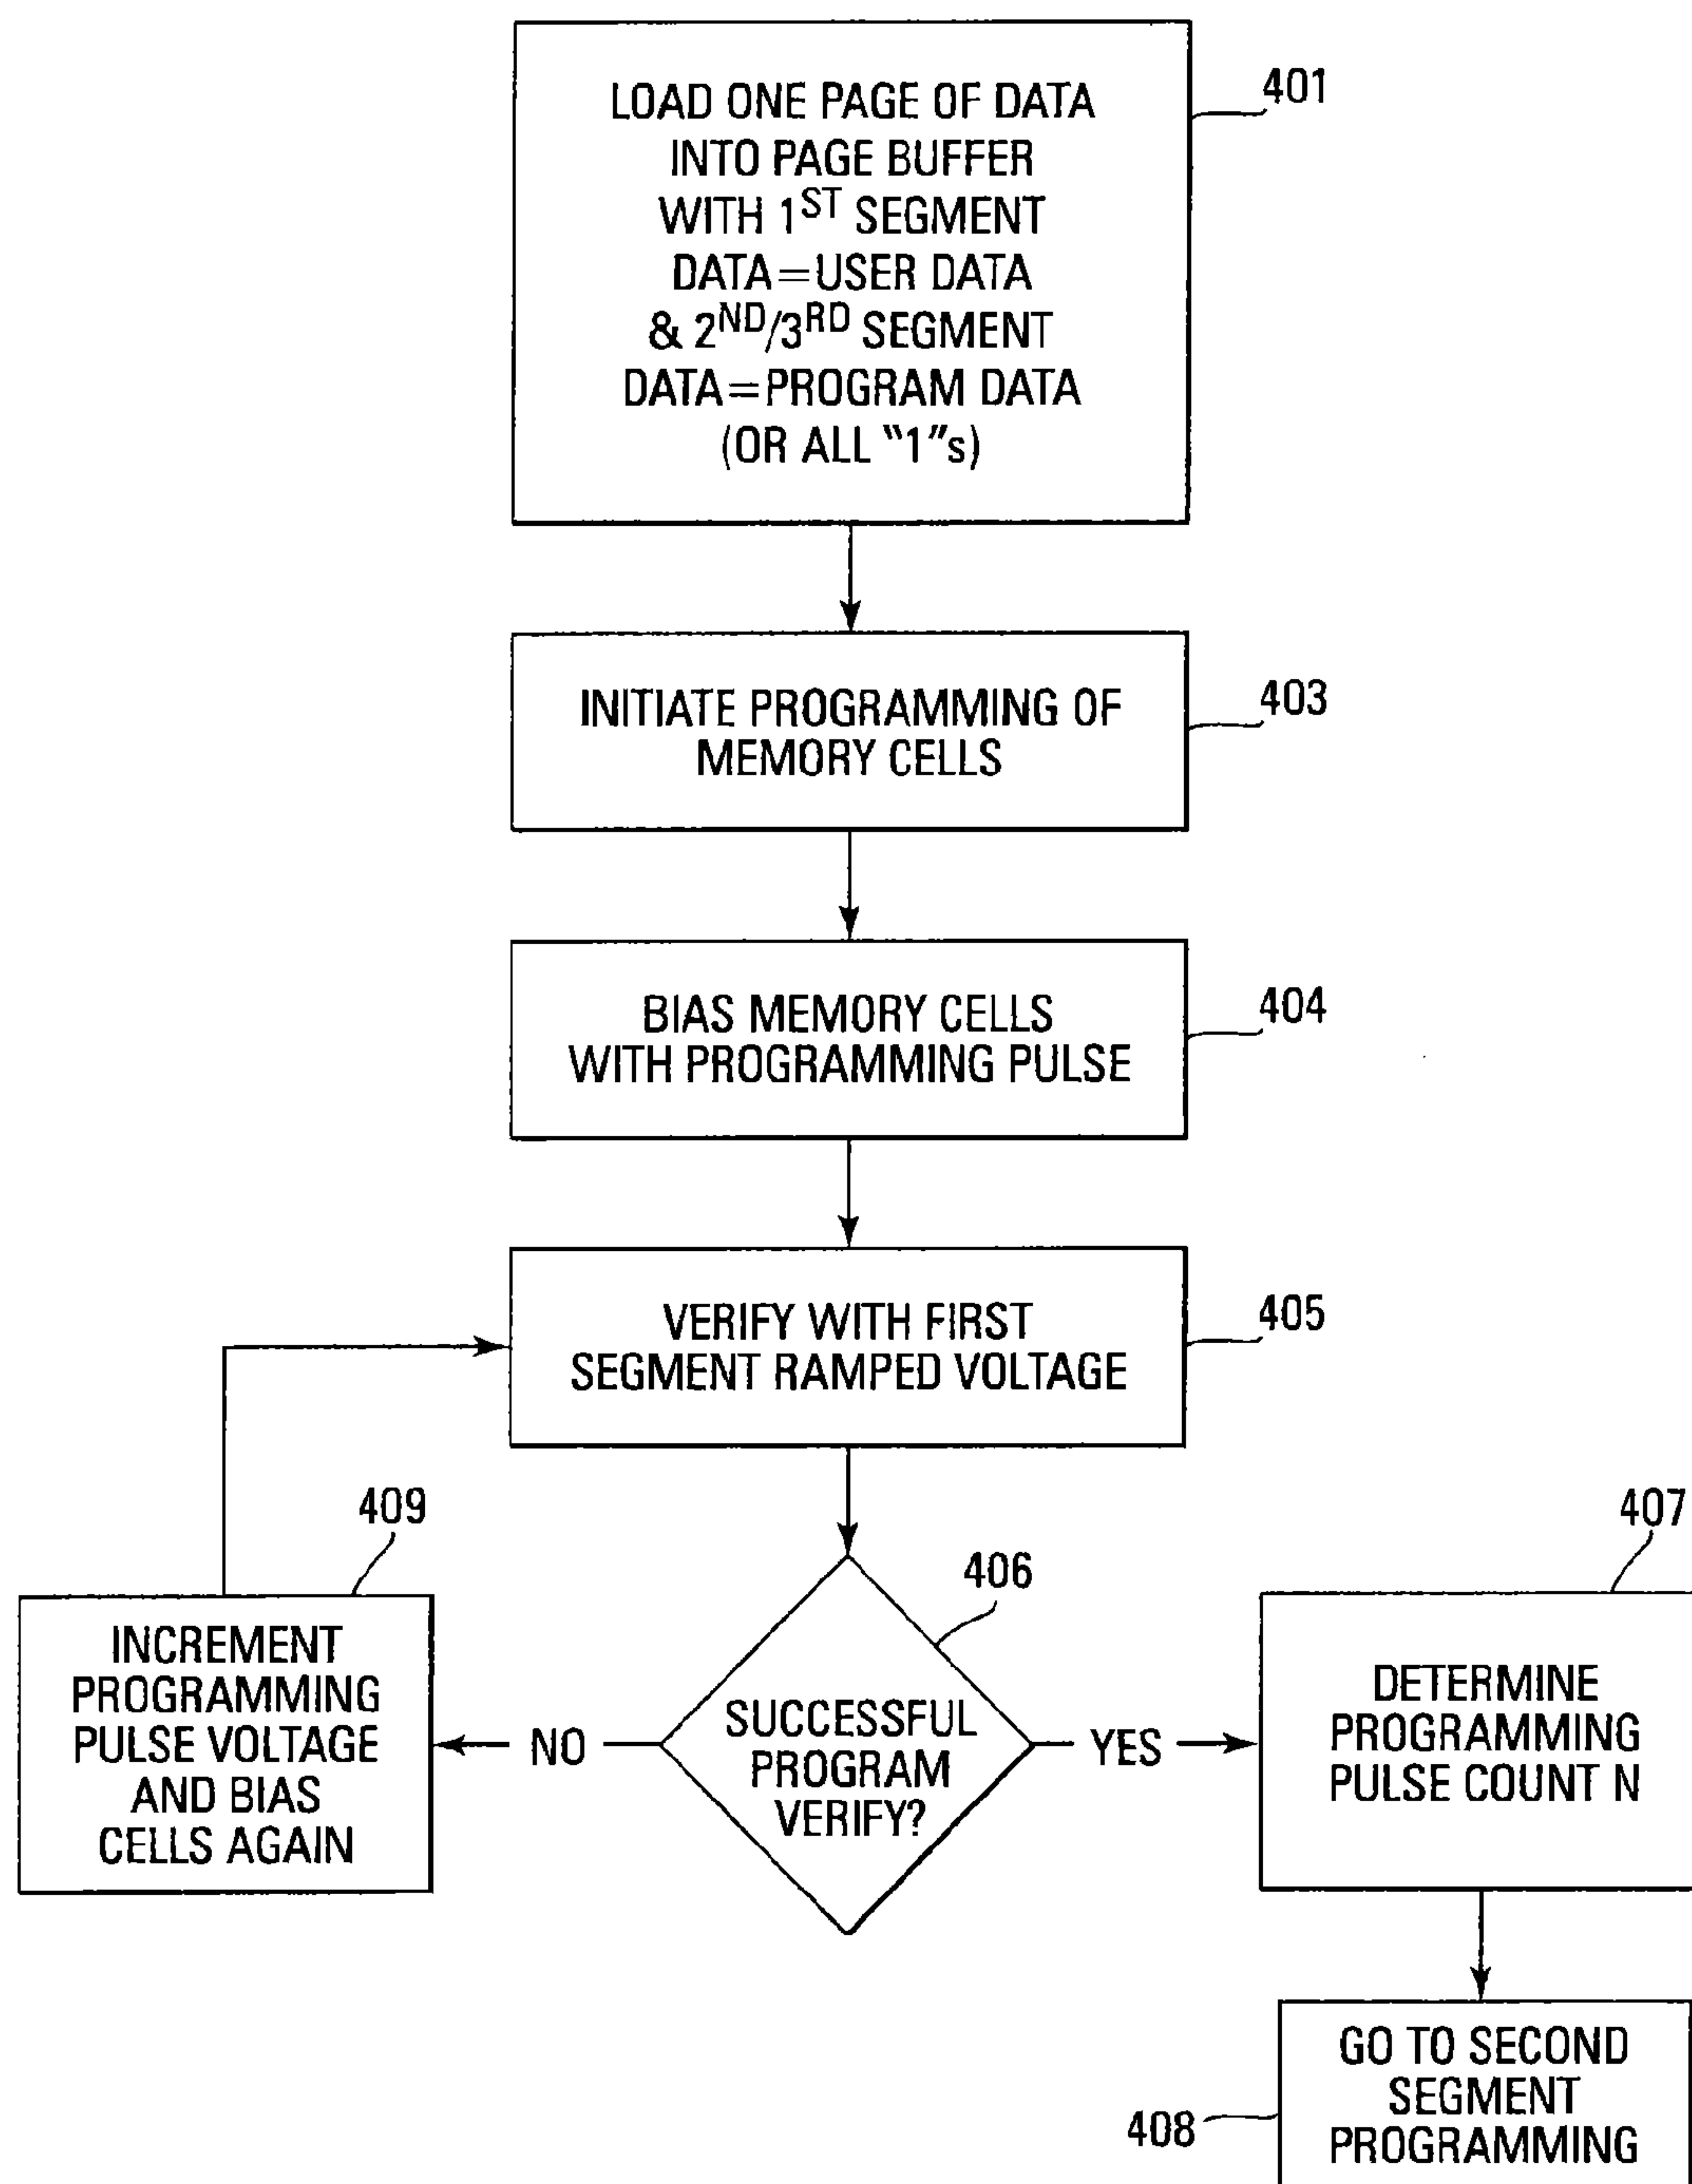 LOAD ONE PAGE OF DATA
INTO PAGE BUFFER
WITH 1ST SEGMENT
DATA=USER DATA
& 2ND/3RD SEGMENT
DATA=PROGRAM DATA
(OR ALL "1"s)
401
INITIATE PROGRAMMING OF
MEMORY CELLS
403
BIAS MEMORY CELLS
WITH PROGRAMMING PULSE
404
VERIFY WITH FIRST
SEGMENT RAMPED VOLTAGE
405
SUCCESSFUL
PROGRAM
VERIFY?
406
NO
INCREMENT
PROGRAMMING
PULSE VOLTAGE
AND BIAS
CELLS AGAIN
409
YES
DETERMINE
PROGRAMMING
PULSE COUNT N
407
GO TO SECOND
SEGMENT
PROGRAMMING
408